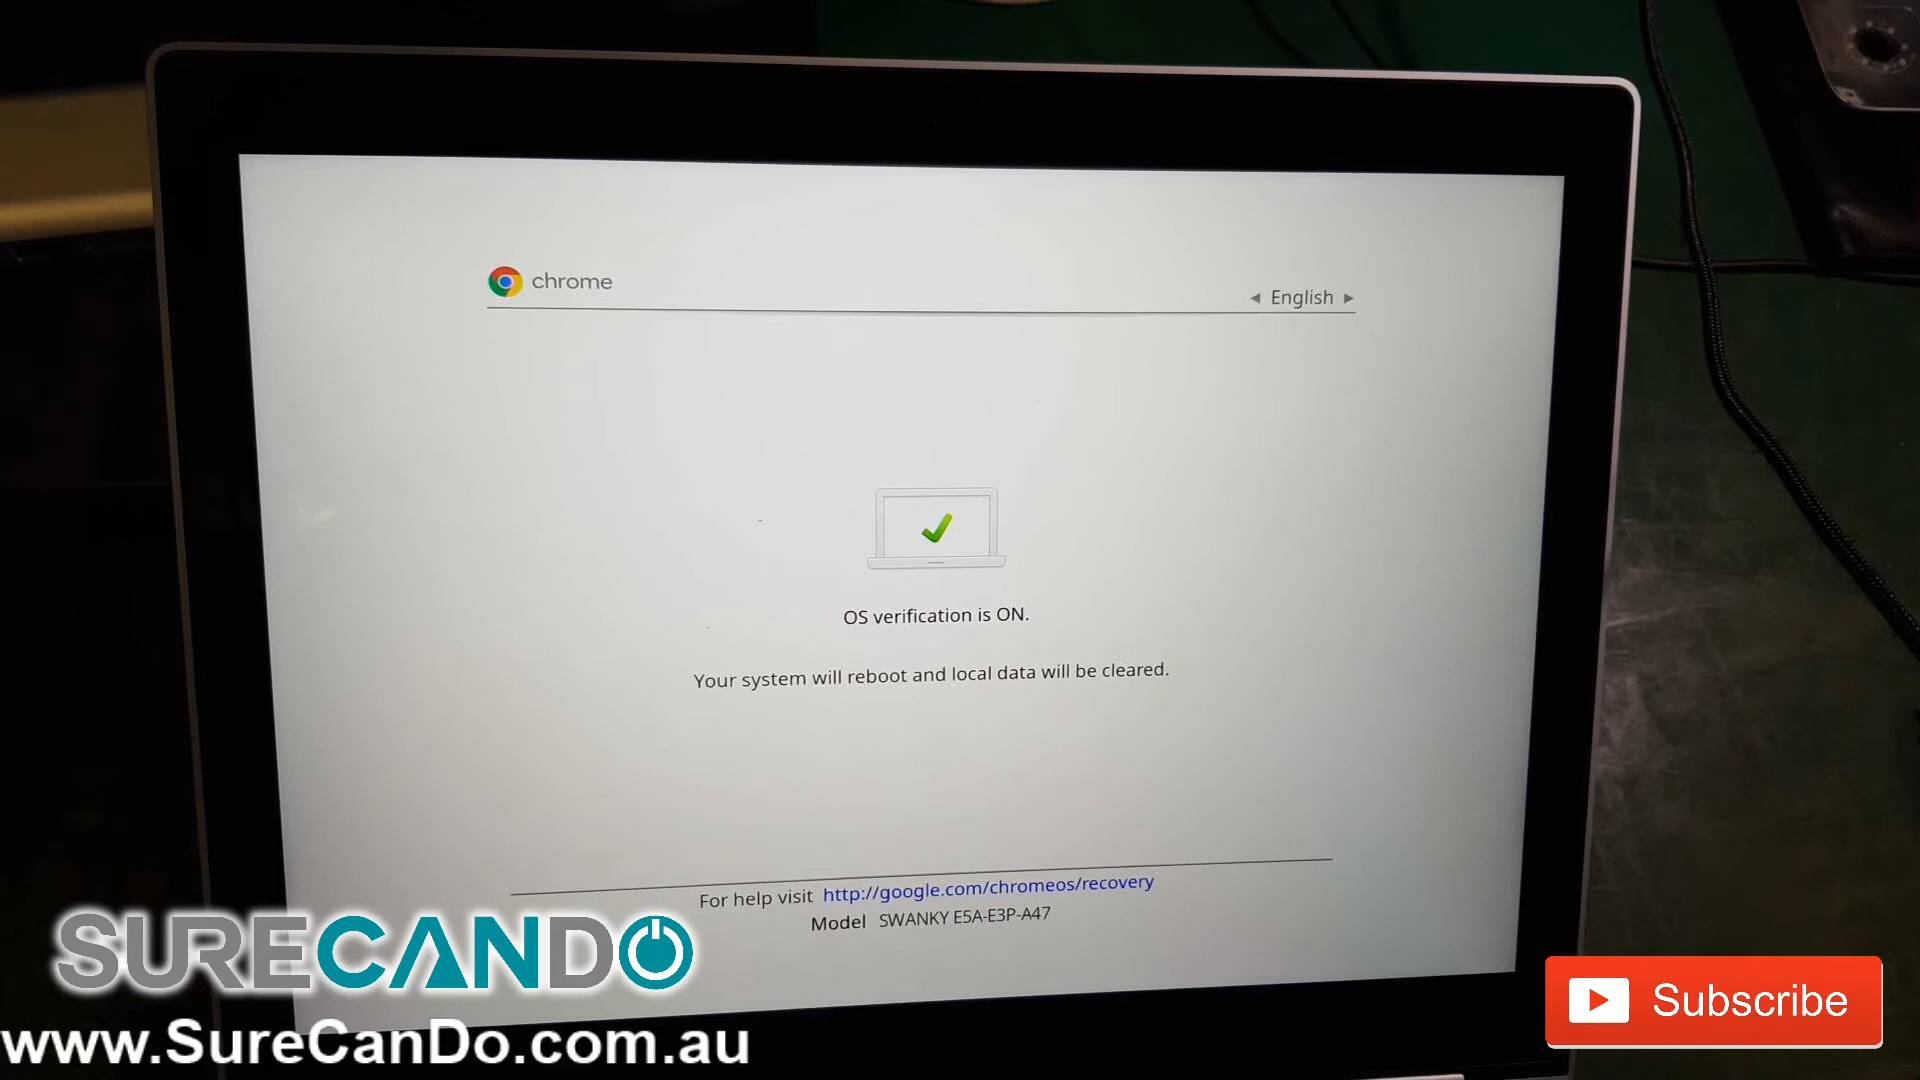 chrome
◄ English ►
OS verification is ON.
Your system will reboot and local data will be cleared.
For help visit http://google.com/chromeos/recovery
Model SWANKY E5A-E3P-A47
SURECANDO
www.SureCanDo.com.au
Subscribe